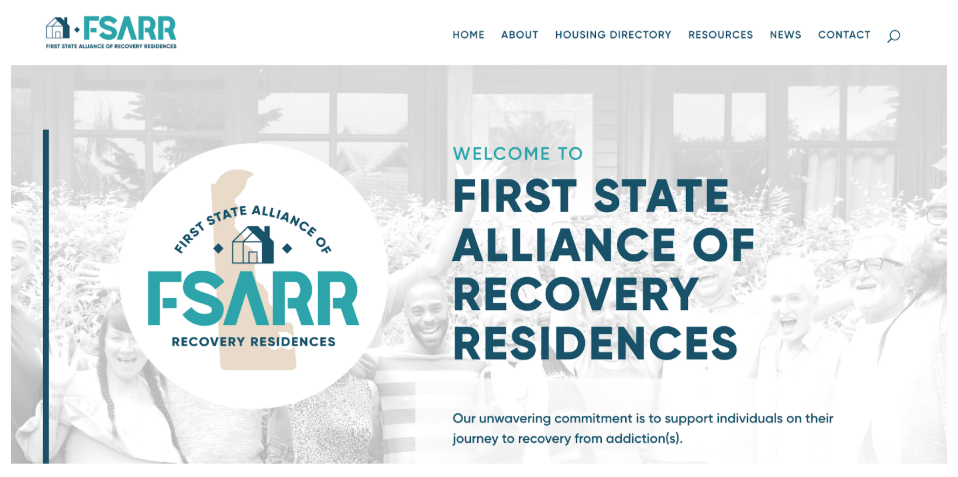 FSARR
FIRST STATE ALLIANCE OF RECOVERY RESIDENCES
HOME ABOUT HOUSING DIRECTORY RESOURCES NEWS CONTACT
FIRST STATE ALLIANCE OF
FSARR
RECOVERY RESIDENCES
WELCOME TO
FIRST STATE
ALLIANCE OF
RECOVERY
RESIDENCES
Our unwavering commitment is to support individuals on their
journey to recovery from addiction(s).